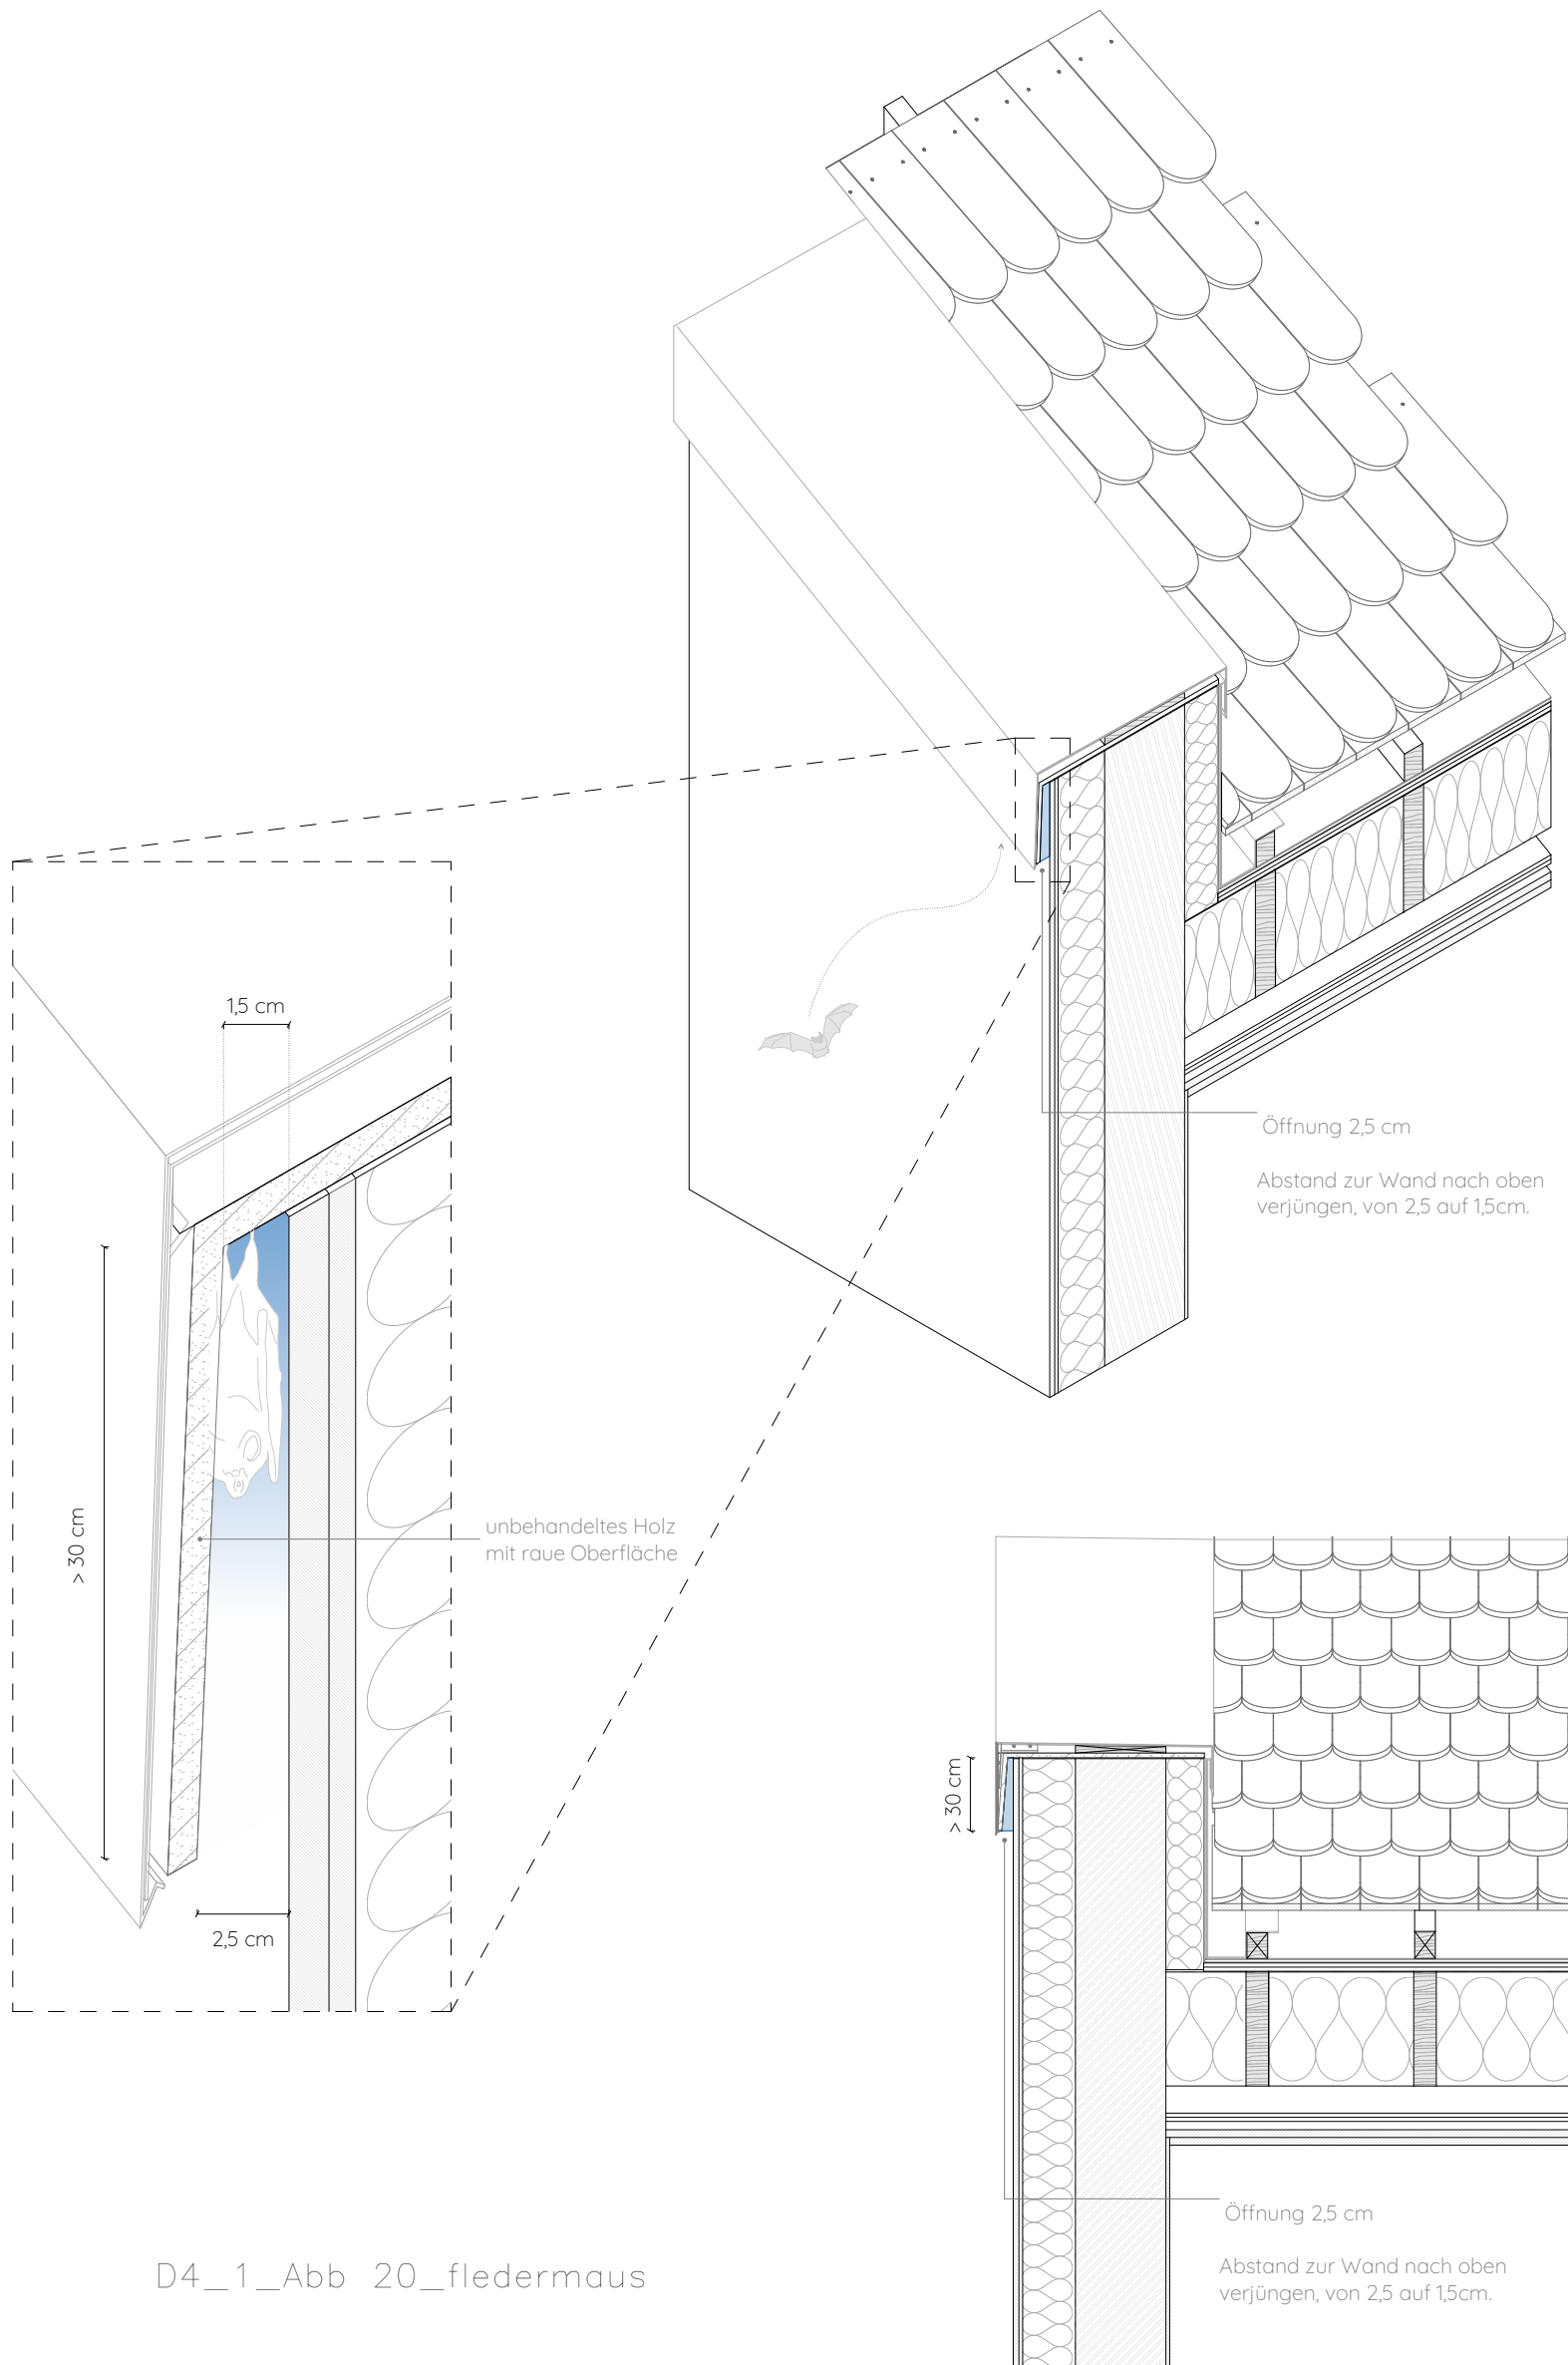 1,5 cm
Öffnung 2,5 cm
Abstand zur Wand nach oben
verjüngen, von 2,5 auf 1,5cm.
> 30 cm
unbehandeltes Holz
mit raue Oberfläche
2,5 cm
> 30 cm
Öffnung 2,5 cm
Abstand zur Wand nach oben
verjüngen, von 2,5 auf 1,5cm.
D4_1_Abb 20_fledermaus